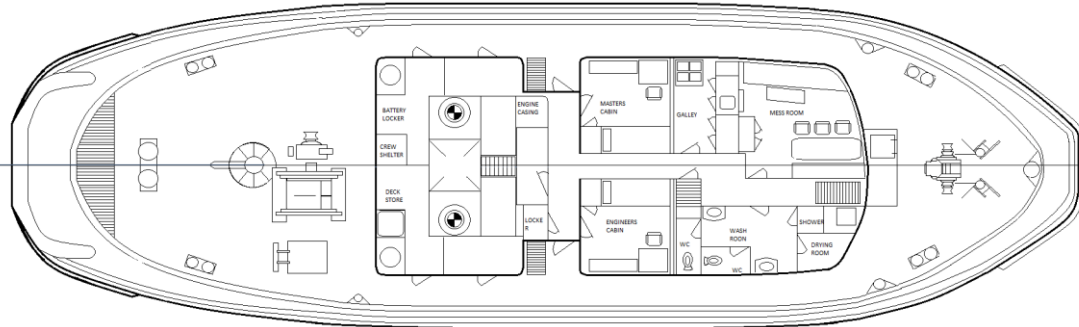 BATTERY
LOCKER
CREW
SHELTER
DECK
STORE
ENGINE
CASING
LOCKE
R
MASTERS
CABIN
ENGINEERS
CABIN
GALLEY
MESS ROOM
WC
WASH
ROON
WC
SHOWER
DRYING
ROOM